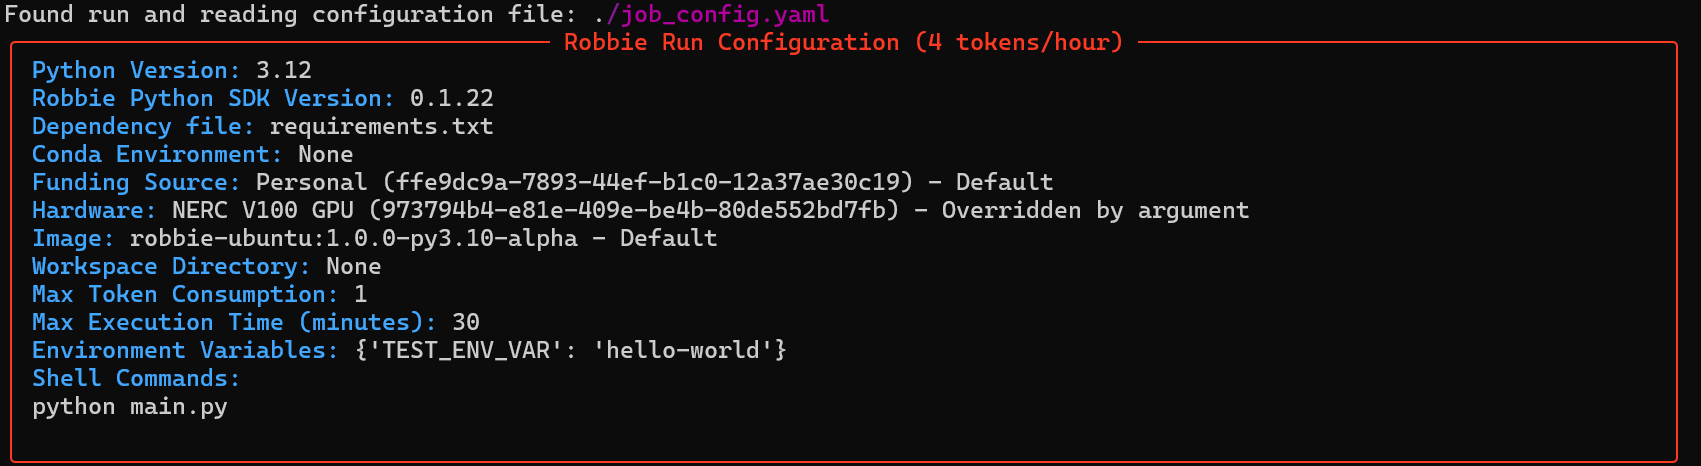 Found run and reading configuration file: ./job_config.yaml
Robbie Run Configuration (4 tokens/hour)
Python Version: 3.12
Robbie Python SDK Version: 0.1.22
Dependency file: requirements.txt
Conda Environment: None
Funding Source: Personal (ffe9dc9a-7893-44ef-b1c0-12a37ae30c19) - Default
Hardware: NERC V100 GPU (973794b4-e81e-409e-be4b-80de552bd7fb) - Overridden by argument
Image: robbie-ubuntu:1.0.0-py3.10-alpha - Default
Workspace Directory: None
Max Token Consumption: 1
Max Execution Time (minutes): 30
Environment Variables: {'TEST_ENV_VAR': 'hello-world'}
Shell Commands:
python main.py